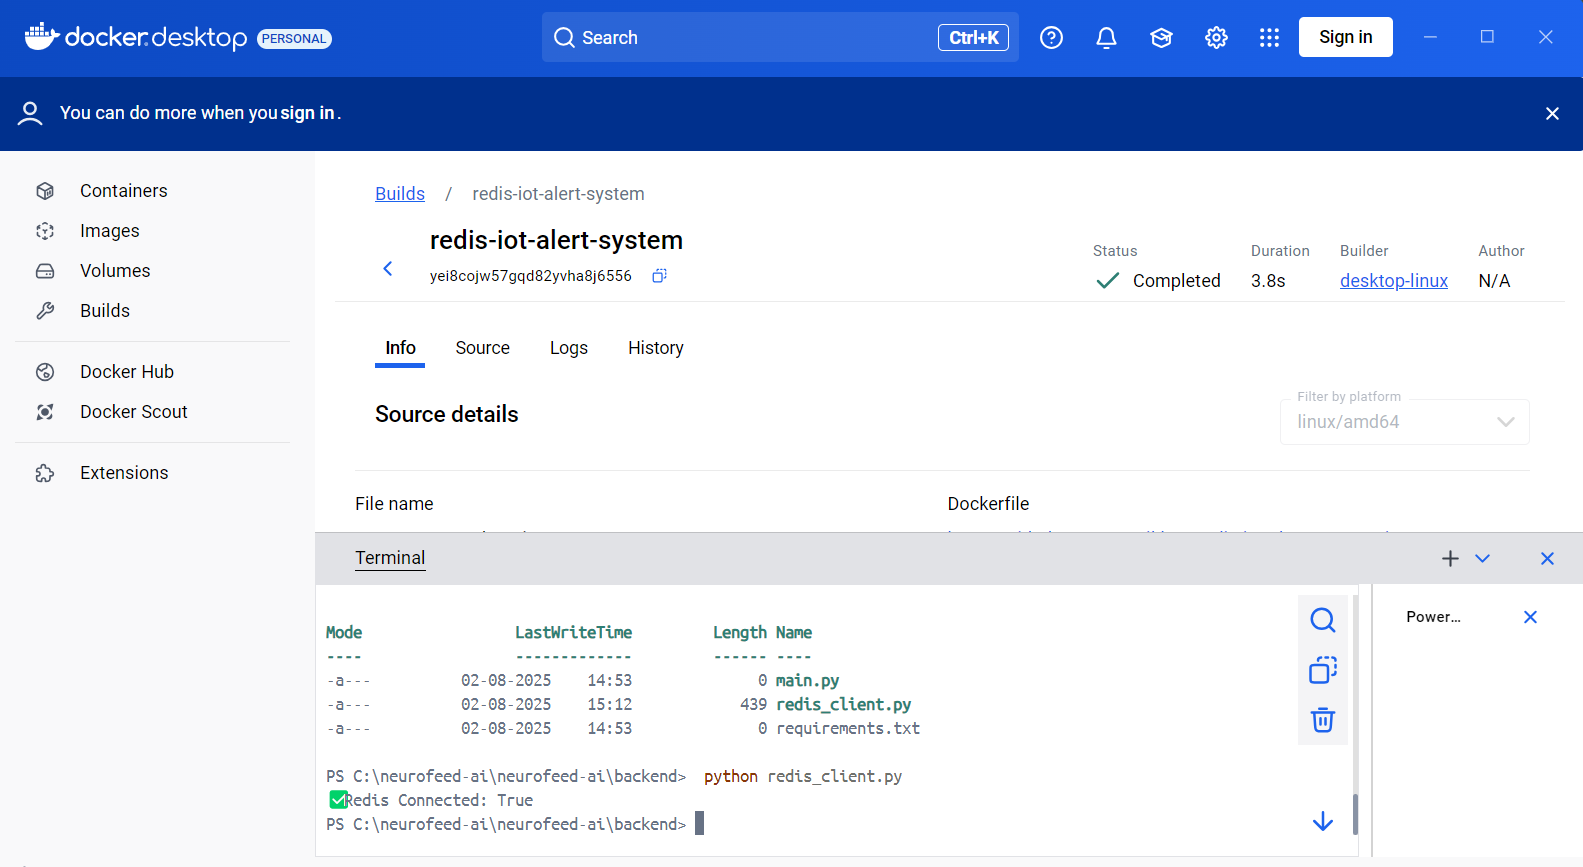 docker.desktop PERSONAL
Search
Ctrl+K
Sign in
You can do more when you sign in.
Containers
Images
Volumes
Builds
Docker Hub
Docker Scout
Extensions
Builds / redis-iot-alert-system
redis-iot-alert-system
yei8cojw57gqd82yvha8j6556
Status
Completed
Duration
3.8s
Builder
desktop-linux
Author
N/A
Info Source Logs History
Source details
Filter by platform
linux/amd64
File name Dockerfile
Terminal
Power...
Mode LastWriteTime Length Name
---- ------------- ------ ----
-a--- 02-08-2025 14:53 0 main.py
-a--- 02-08-2025 15:12 439 redis_client.py
-a--- 02-08-2025 14:53 0 requirements.txt
PS C:\neurofeed-ai\neurofeed-ai\backend> python redis_client.py
✅Redis Connected: True
PS C:\neurofeed-ai\neurofeed-ai\backend>